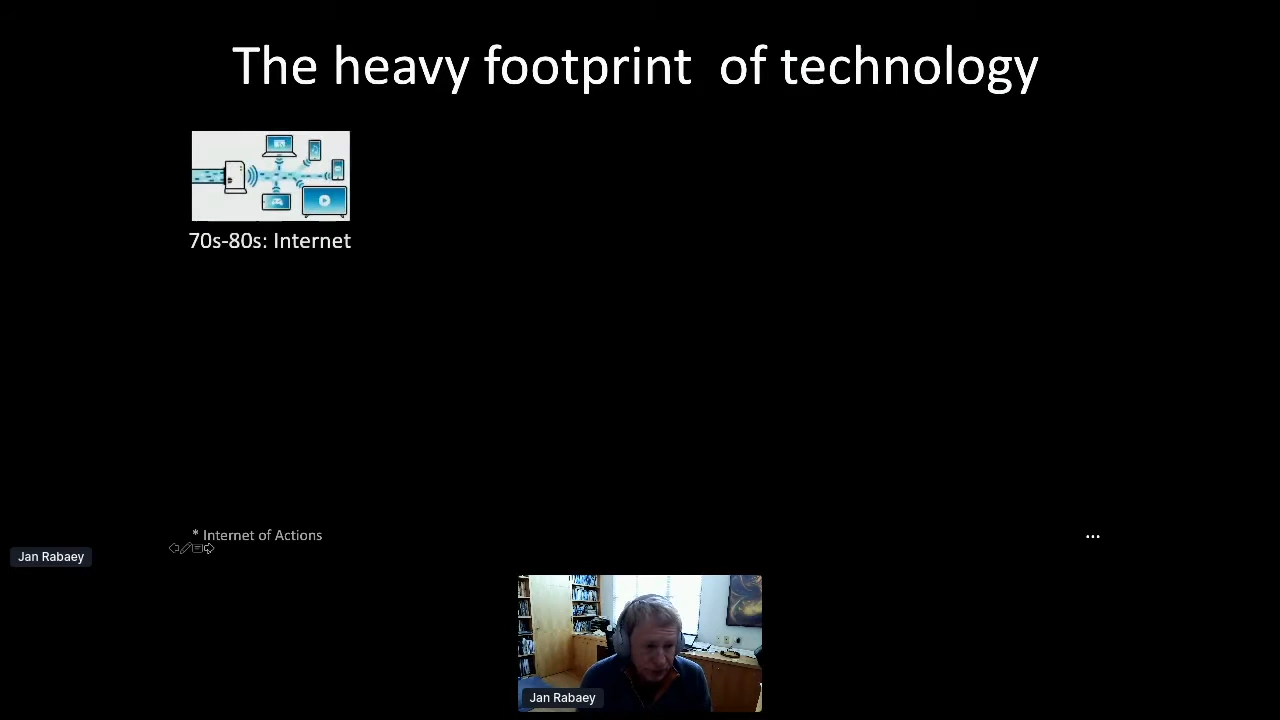 The heavy footprint  of technology
70s-80s: Internet
* Internet of Actions
...
Jan Rabaey
Jan Rabaey